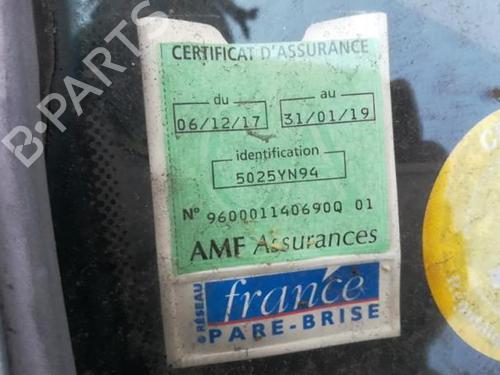 CERTIFICAT D'ASSURANCE
du
au
06/12/17
31/01/19
identification
5025YN94
N° 960001140690Q 01
AMF Assurances
RÉSEAU
france
PARE-BRISE
B-PARTS